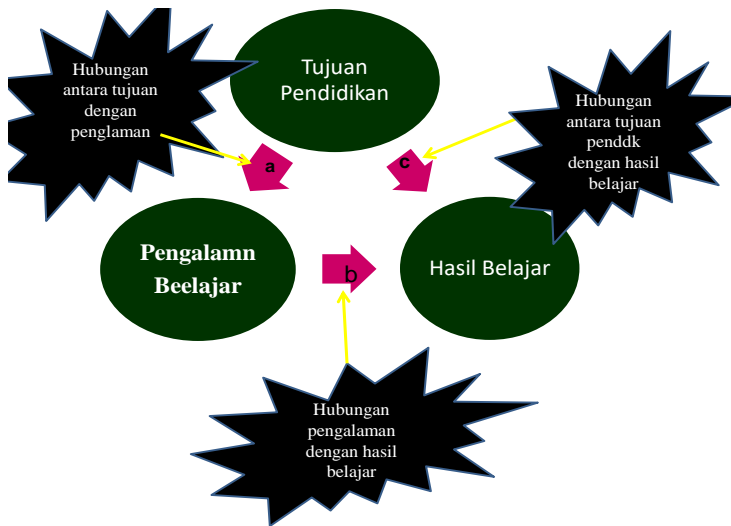 Hubungan
antara tujuan
dengan
penglaman
Tujuan
Pendidikan
Hubungan
antara tujuan
penddk
dengan hasil
belajar
a
c
Pengalamn
Beelajar
b
Hasil Belajar
Hubungan
pengalaman
dengan hasil
belajar